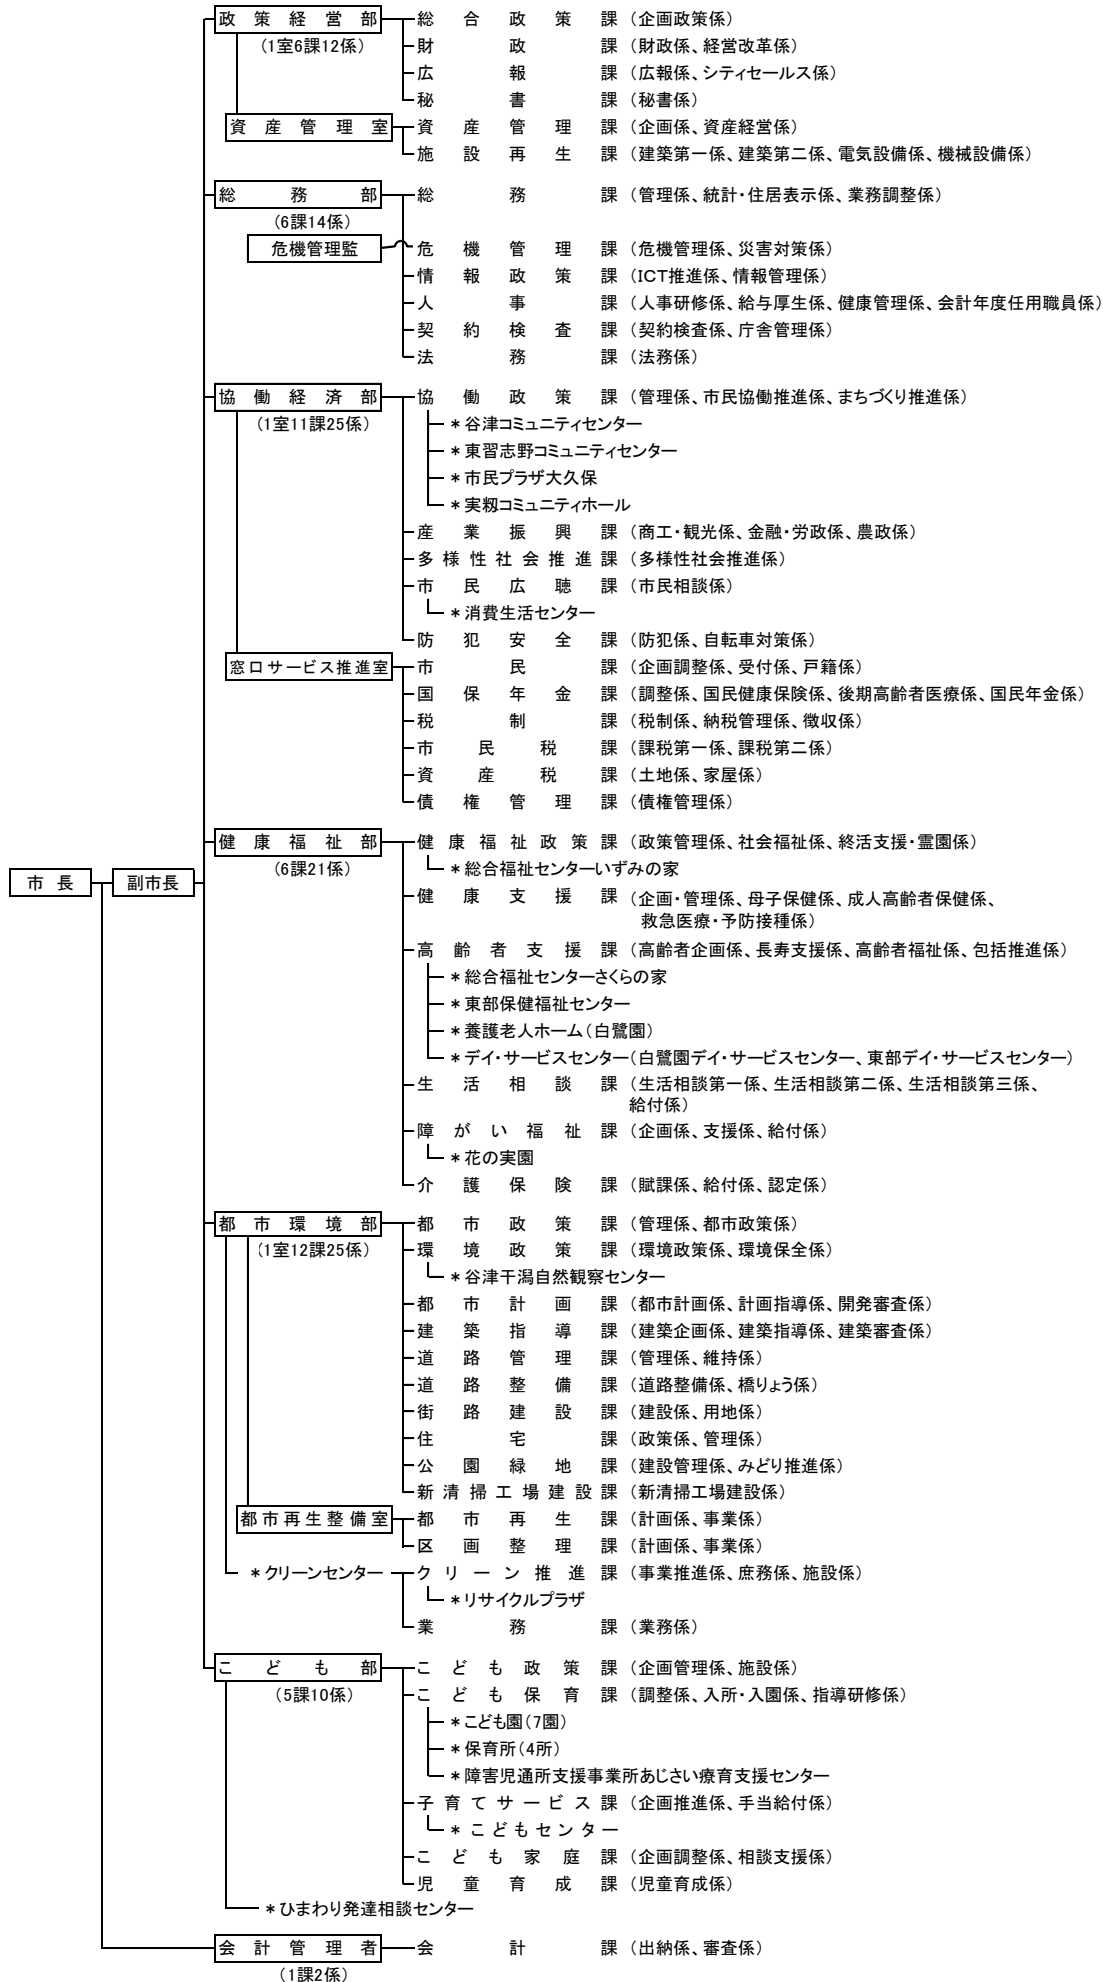 政策経営部 総合政策課（企画政策係）
（1室6課12係） 財政課（財政係、経営改革係）
広報課（広報係、シティセールス係）
秘書課（秘書係）
資産管理室 資産管理課（企画係、資産経営係）
施設再生課（建築第一係、建築第二係、電気設備係、機械設備係）
総務部 総務課（管理係、統計・住居表示係、業務調整係）
（6課14係）
危機管理監 危機管理課（危機管理係、災害対策係）
情報政策課（ICT推進係、情報管理係）
人事課（人事研修係、給与厚生係、健康管理係、会計年度任用職員係）
契約検査課（契約検査係、庁舎管理係）
法務課（法務係）
協働経済部 協働政策課（管理係、市民協働推進係、まちづくり推進係）
（1室11課25係） ＊谷津コミュニティセンター
＊東習志野コミュニティセンター
＊市民プラザ大久保
＊実籾コミュニティホール
産業振興課（商工・観光係、金融・労政係、農政係）
多様性社会推進課（多様性社会推進係）
市民広聴課（市民相談係）
＊消費生活センター
防犯安全課（防犯係、自転車対策係）
窓口サービス推進室 市民課（企画調整係、受付係、戸籍係）
国保年金課（調整係、国民健康保険係、後期高齢者医療係、国民年金係）
税制課（税制係、納税管理係、徴収係）
市民税課（課税第一係、課税第二係）
資産税課（土地係、家屋係）
債権管理課（債権管理係）
健康福祉部 健康福祉政策課（政策管理係、社会福祉係、終活支援・霊園係）
（6課21係） ＊総合福祉センターいずみの家
市長 副市長
健康支援課（企画・管理係、母子保健係、成人高齢者保健係、
救急医療・予防接種係）
高齢者支援課（高齢者企画係、長寿支援係、高齢者福祉係、包括推進係）
＊総合福祉センターさくらの家
＊東部保健福祉センター
＊養護老人ホーム（白鷺園）
＊デイ・サービスセンター（白鷺園デイ・サービスセンター、東部デイ・サービスセンター）
生活相談課（生活相談第一係、生活相談第二係、生活相談第三係、
給付係）
障がい福祉課（企画係、支援係、給付係）
＊花の実園
介護保険課（賦課係、給付係、認定係）
都市環境部 都市政策課（管理係、都市政策係）
（1室12課25係） 環境政策課（環境政策係、環境保全係）
＊谷津干潟自然観察センター
都市計画課（都市計画係、計画指導係、開発審査係）
建築指導課（建築企画係、建築指導係、建築審査係）
道路管理課（管理係、維持係）
道路整備課（道路整備係、橋りょう係）
街路建設課（建設係、用地係）
住宅課（政策係、管理係）
公園緑地課（建設管理係、みどり推進係）
新清掃工場建設課（新清掃工場建設係）
都市再生整備室 都市再生課（計画係、事業係）
区画整理課（計画係、事業係）
＊クリーンセンター クリーン推進課（事業推進係、庶務係、施設係）
＊リサイクルプラザ
業務課（業務係）
こども部 こども政策課（企画管理係、施設係）
（5課10係） こども保育課（調整係、入所・入園係、指導研修係）
＊こども園（7園）
＊保育所（4所）
＊障害児通所支援事業所あじさい療育支援センター
子育てサービス課（企画推進係、手当給付係）
＊こどもセンター
こども家庭課（企画調整係、相談支援係）
児童育成課（児童育成係）
＊ひまわり発達相談センター
会計管理者 会計課（出納係、審査係）
（1課2係）